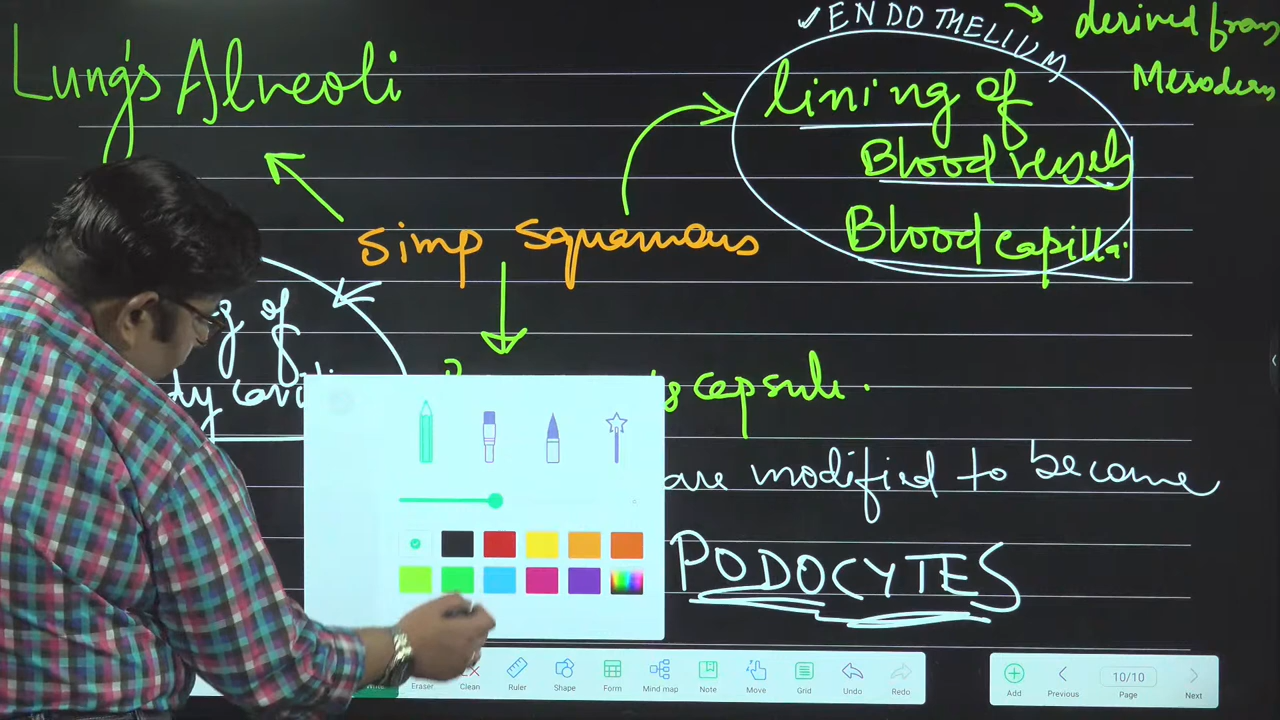 ENDOTHELIUM
derived from
Mesoderm
Lung's Alveoli
lining of
Blood vessels
Blood capilla
Simp Squamous
of
capsule.
are modified to become
PODOCYTES
Eraser
Clean
Ruler
Shape
Form
Mind map
Note
Move
Grid
Undo
Redo
Add
Previous
10/10
Page
Next